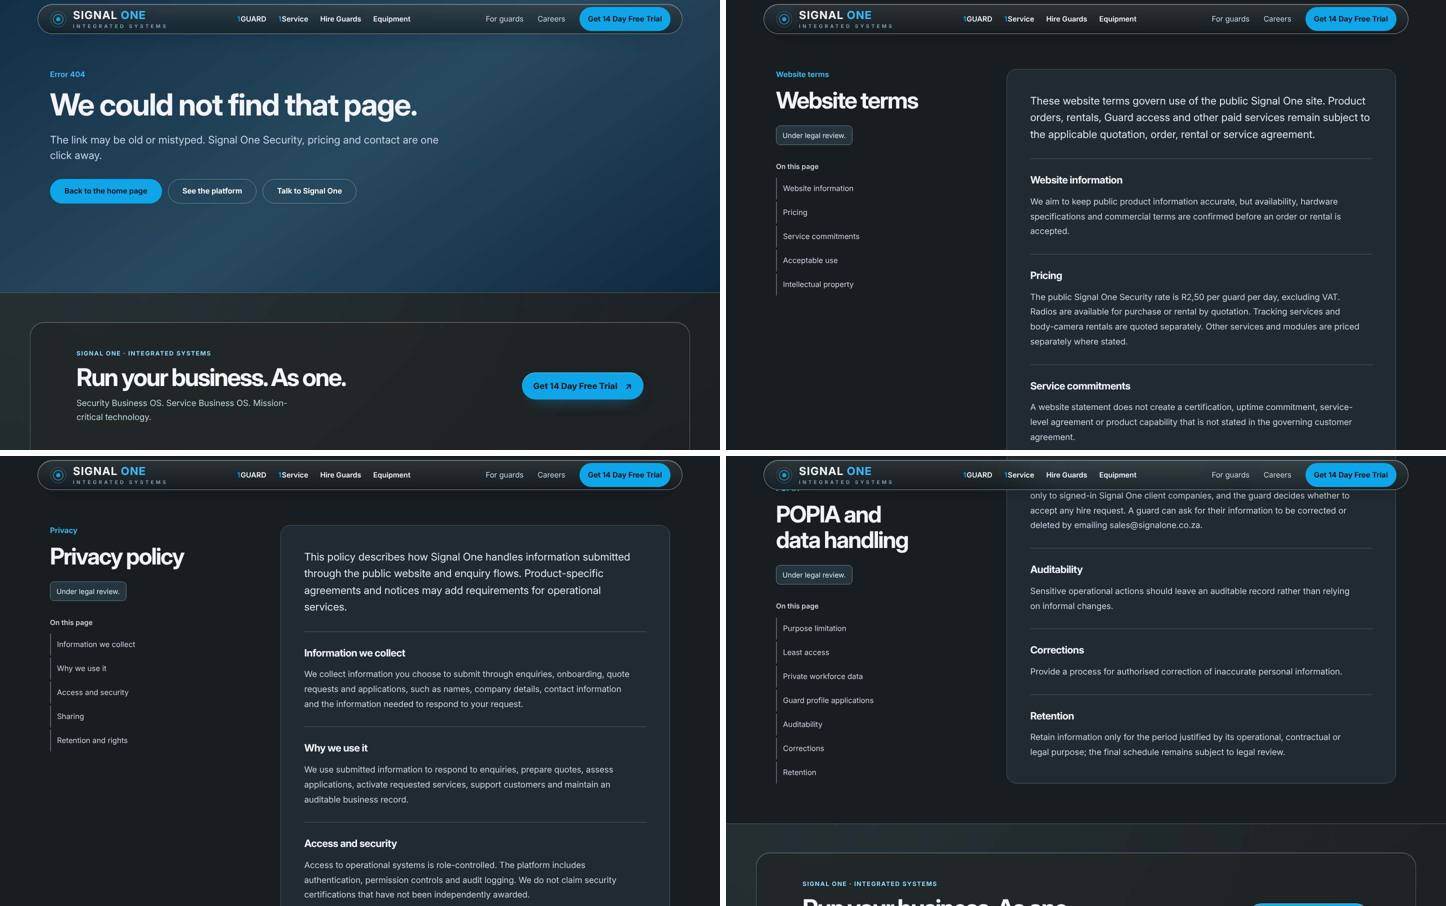 SIGNAL ONE
INTEGRATED SYSTEMS
1GUARD 1Service Hire Guards Equipment
For guards Careers Get 14 Day Free Trial
Error 404
We could not find that page.
The link may be old or mistyped. Signal One Security, pricing and contact are one
click away.
Back to the home page See the platform Talk to Signal One
SIGNAL ONE · INTEGRATED SYSTEMS
Run your business. As one.
Security Business OS. Service Business OS. Mission-
critical technology.
Get 14 Day Free Trial
SIGNAL ONE
INTEGRATED SYSTEMS
1GUARD 1Service Hire Guards Equipment
For guards Careers Get 14 Day Free Trial
Website terms
Website terms
Under legal review.
On this page
Website information
Pricing
Service commitments
Acceptable use
Intellectual property
These website terms govern use of the public Signal One site. Product
orders, rentals, Guard access and other paid services remain subject to
the applicable quotation, order, rental or service agreement.
Website information
We aim to keep public product information accurate, but availability, hardware
specifications and commercial terms are confirmed before an order or rental is
accepted.
Pricing
The public Signal One Security rate is R2,50 per guard per day, excluding VAT.
Radios are available for purchase or rental by quotation. Tracking services and
body-camera rentals are quoted separately. Other services and modules are priced
separately where stated.
Service commitments
A website statement does not create a certification, uptime commitment, service-
level agreement or product capability that is not stated in the governing customer
agreement.
SIGNAL ONE
INTEGRATED SYSTEMS
1GUARD 1Service Hire Guards Equipment
For guards Careers Get 14 Day Free Trial
Privacy
Privacy policy
Under legal review.
On this page
Information we collect
Why we use it
Access and security
Sharing
Retention and rights
This policy describes how Signal One handles information submitted
through the public website and enquiry flows. Product-specific
agreements and notices may add requirements for operational
services.
Information we collect
We collect information you choose to submit through enquiries, onboarding, quote
requests and applications, such as names, company details, contact information
and the information needed to respond to your request.
Why we use it
We use submitted information to respond to enquiries, prepare quotes, assess
applications, activate requested services, support customers and maintain an
auditable business record.
Access and security
Access to operational systems is role-controlled. The platform includes
authentication, permission controls and audit logging. We do not claim security
certifications that have not been independently awarded.
SIGNAL ONE
INTEGRATED SYSTEMS
1GUARD 1Service Hire Guards Equipment
For guards Careers Get 14 Day Free Trial
POPIA and
data handling
Under legal review.
On this page
Purpose limitation
Least access
Private workforce data
Guard profile applications
Auditability
Corrections
Retention
only to signed-in Signal One client companies, and the guard decides whether to
accept any hire request. A guard can ask for their information to be corrected or
deleted by emailing sales@signalone.co.za.
Auditability
Sensitive operational actions should leave an auditable record rather than relying
on informal changes.
Corrections
Provide a process for authorised correction of inaccurate personal information.
Retention
Retain information only for the period justified by its operational, contractual or
legal purpose; the final schedule remains subject to legal review.
SIGNAL ONE · INTEGRATED SYSTEMS
Run your business. As one.